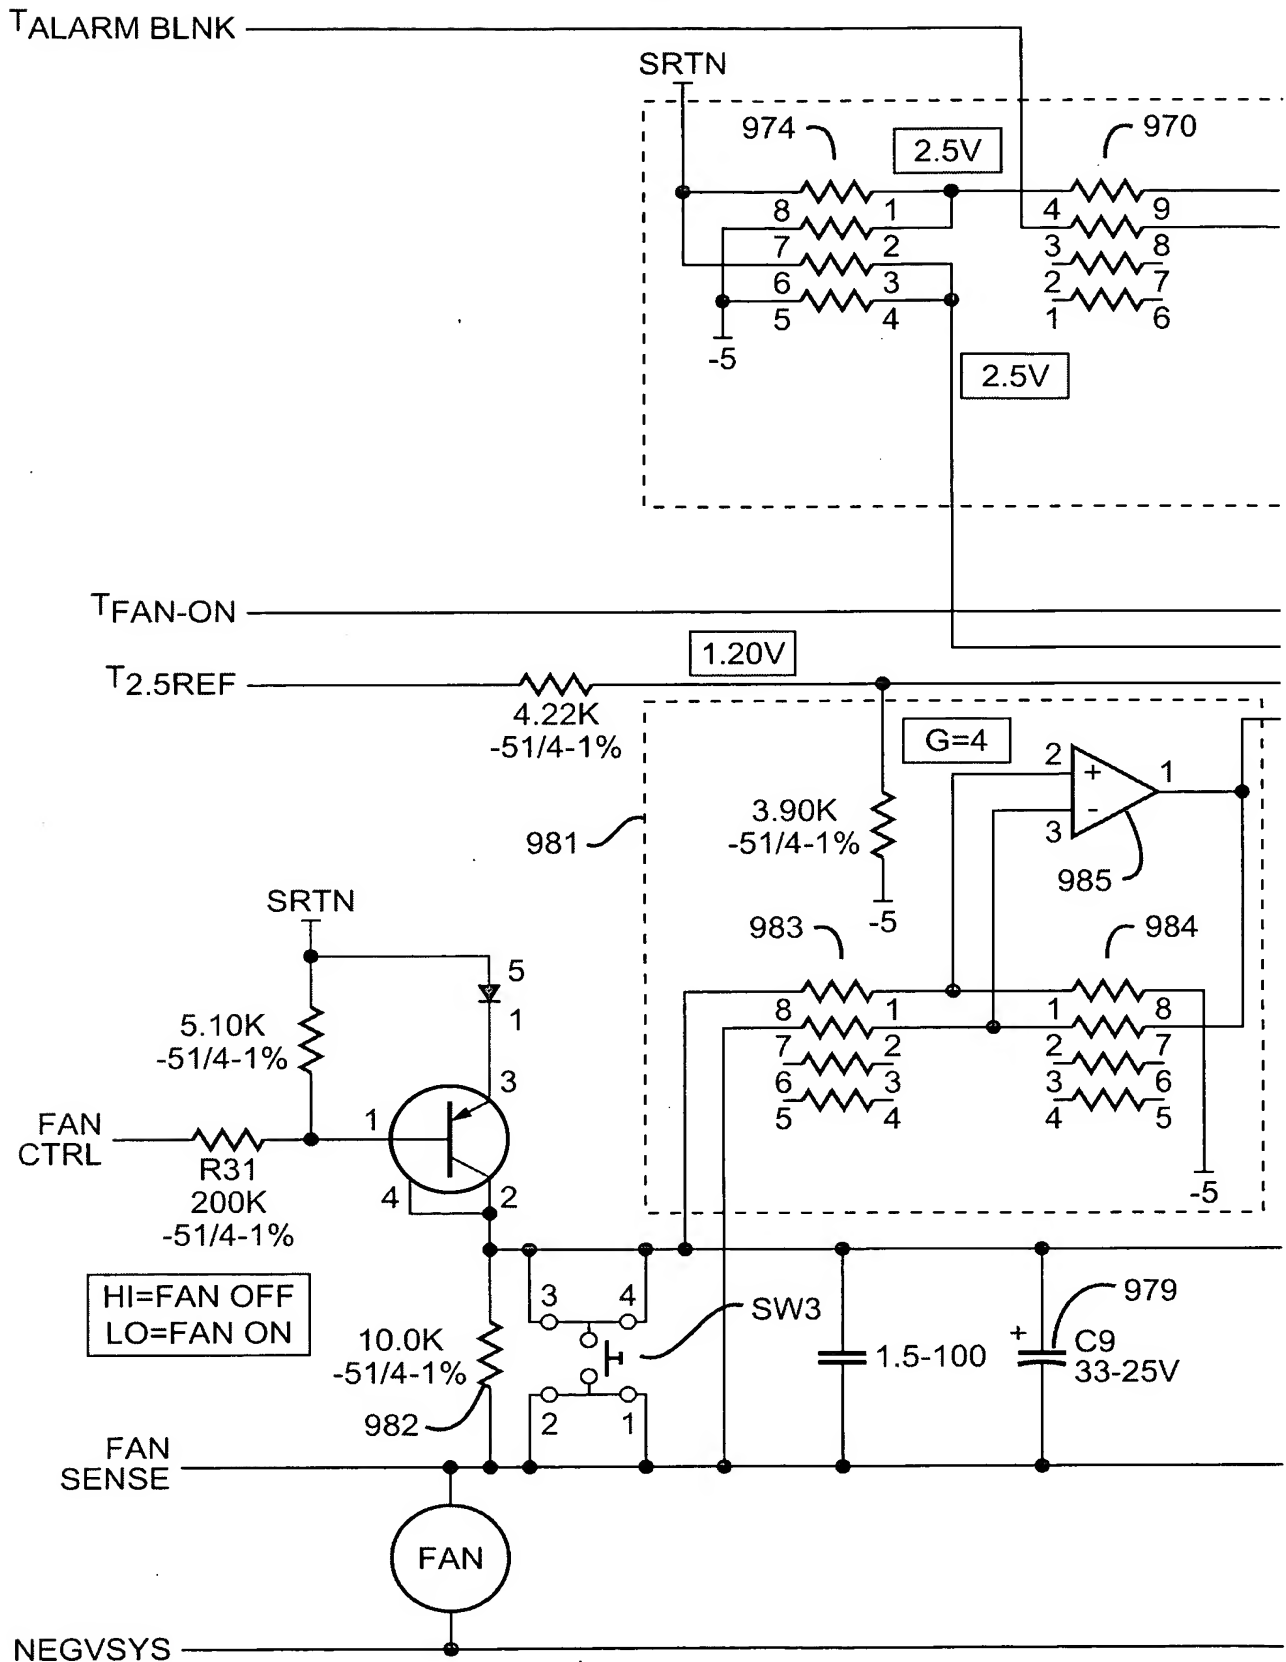 TALARM BLNK
SRTN
974
2.5V
970
8 1 4 9
7 2 3 8
6 3 2 7
5 4 1 6
-5
2.5V
TFAN-ON
1.20V
T2.5REF
4.22K
-51/4-1%
G=4
2
+
1
-
3
3.90K
-51/4-1%
981
985
-5
SRTN
983
984
5
8 1 1 8
5.10K
-51/4-1%
1
7 2 2 7
6 3 3 6
5 4 4 5
3
FAN
CTRL
1
R31
200K
-51/4-1%
4 2
-5
HI=FAN OFF
LO=FAN ON
3 4
SW3
979
10.0K
-51/4-1%
1.5-100
+
C9
33-25V
982
2 1
FAN
SENSE
FAN
NEGVSYS